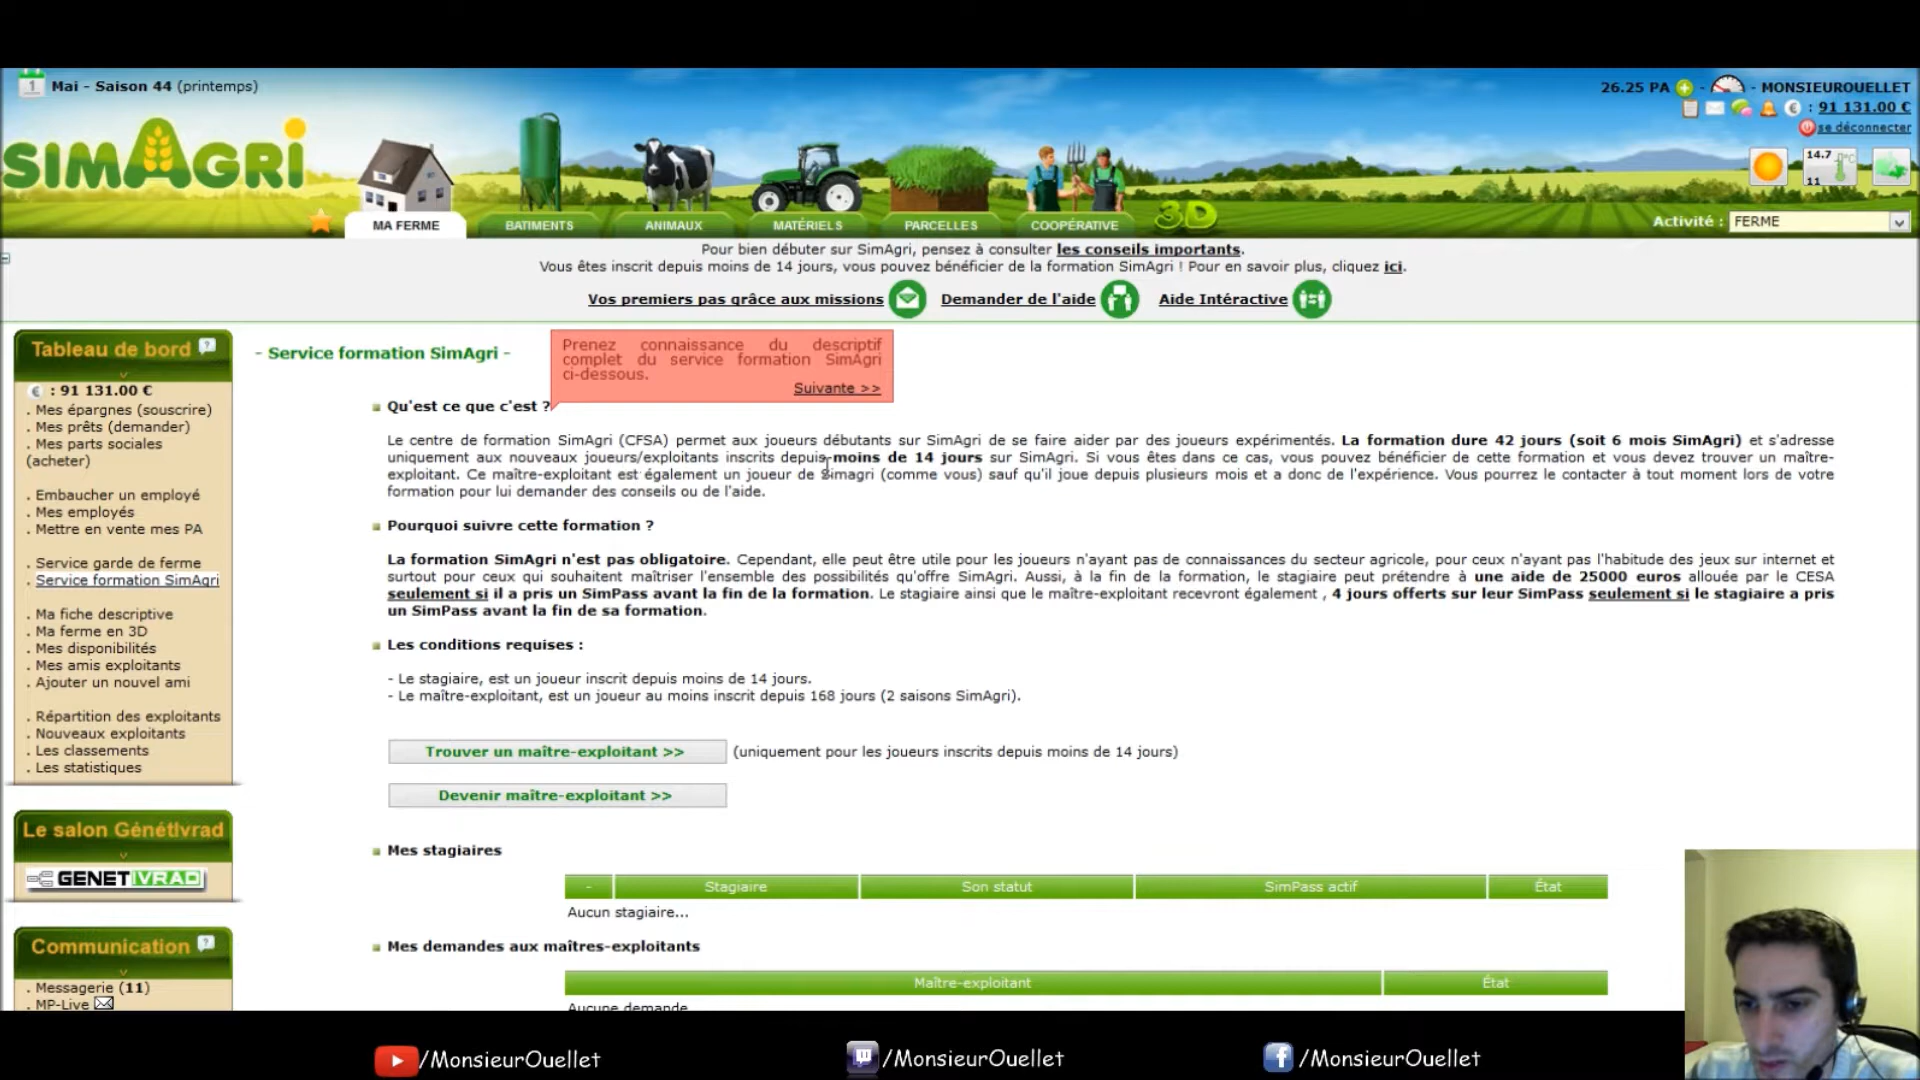 Mai - Saison 44 (printemps)
26.25 PA - - MONSIEUROUELLET
: 91 131.00 €
se déconnecter
SIMAGRI
14.7
°C
11
MA FERME
BATIMENTS
ANIMAUX
MATÉRIELS
PARCELLES
COOPÉRATIVE
3D
Activité : FERME
Pour bien débuter sur SimAgri, pensez à consulter les conseils importants.
Vous êtes inscrit depuis moins de 14 jours, vous pouvez bénéficier de la formation SimAgri ! Pour en savoir plus, cliquez ici.
Vos premiers pas grâce aux missions
Demander de l'aide
Aide Intéractive
Tableau de bord
€ : 91 131.00 €
. Mes épargnes (souscrire)
. Mes prêts (demander)
. Mes parts sociales
(acheter)
. Embaucher un employé
. Mes employés
. Mettre en vente mes PA
. Service garde de ferme
. Service formation SimAgri
. Ma fiche descriptive
. Ma ferme en 3D
. Mes disponibilités
. Mes amis exploitants
. Ajouter un nouvel ami
. Répartition des exploitants
. Nouveaux exploitants
. Les classements
. Les statistiques
Le salon Génétlvrad
GENETIVRAD
Communication
. Messagerie (11)
. MP-Live
- Service formation SimAgri -
Prenez connaissance du descriptif
complet du service formation SimAgri
ci-dessous.
Suivante >>
Qu'est ce que c'est ?
Le centre de formation SimAgri (CFSA) permet aux joueurs débutants sur SimAgri de se faire aider par des joueurs expérimentés. La formation dure 42 jours (soit 6 mois SimAgri) et s'adresse
uniquement aux nouveaux joueurs/exploitants inscrits depuis moins de 14 jours sur SimAgri. Si vous êtes dans ce cas, vous pouvez bénéficier de cette formation et vous devez trouver un maître-
exploitant. Ce maître-exploitant est également un joueur de Simagri (comme vous) sauf qu'il joue depuis plusieurs mois et a donc de l'expérience. Vous pourrez le contacter à tout moment lors de votre
formation pour lui demander des conseils ou de l'aide.
Pourquoi suivre cette formation ?
La formation SimAgri n'est pas obligatoire. Cependant, elle peut être utile pour les joueurs n'ayant pas de connaissances du secteur agricole, pour ceux n'ayant pas l'habitude des jeux sur internet et
surtout pour ceux qui souhaitent maîtriser l'ensemble des possibilités qu'offre SimAgri. Aussi, à la fin de la formation, le stagiaire peut prétendre à une aide de 25000 euros allouée par le CESA
seulement si il a pris un SimPass avant la fin de la formation. Le stagiaire ainsi que le maître-exploitant recevront également , 4 jours offerts sur leur SimPass seulement si le stagiaire a pris
un SimPass avant la fin de sa formation.
Les conditions requises :
- Le stagiaire, est un joueur inscrit depuis moins de 14 jours.
- Le maître-exploitant, est un joueur au moins inscrit depuis 168 jours (2 saisons SimAgri).
Trouver un maître-exploitant >> (uniquement pour les joueurs inscrits depuis moins de 14 jours)
Devenir maître-exploitant >>
Mes stagiaires
- Stagiaire Son statut SimPass actif État
Aucun stagiaire...
Mes demandes aux maîtres-exploitants
Maître-exploitant État
Aucune demande
/MonsieurOuellet
/MonsieurOuellet
/MonsieurOuellet